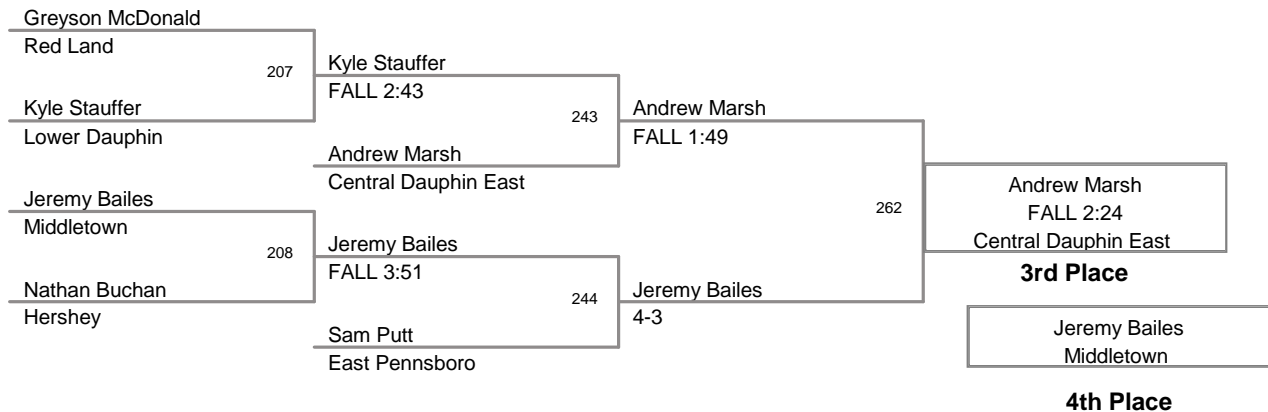 Greyson McDonald
Red Land
207
Kyle Stauffer
FALL 2:43
Kyle Stauffer
Lower Dauphin
243
Andrew Marsh
FALL 1:49
Andrew Marsh
Central Dauphin East
Jeremy Bailes
Middletown
262
Andrew Marsh
FALL 2:24
Central Dauphin East
3rd Place
208
Jeremy Bailes
FALL 3:51
Nathan Buchan
Hershey
244
Jeremy Bailes
4-3
Sam Putt
East Pennsboro
Jeremy Bailes
Middletown
4th Place